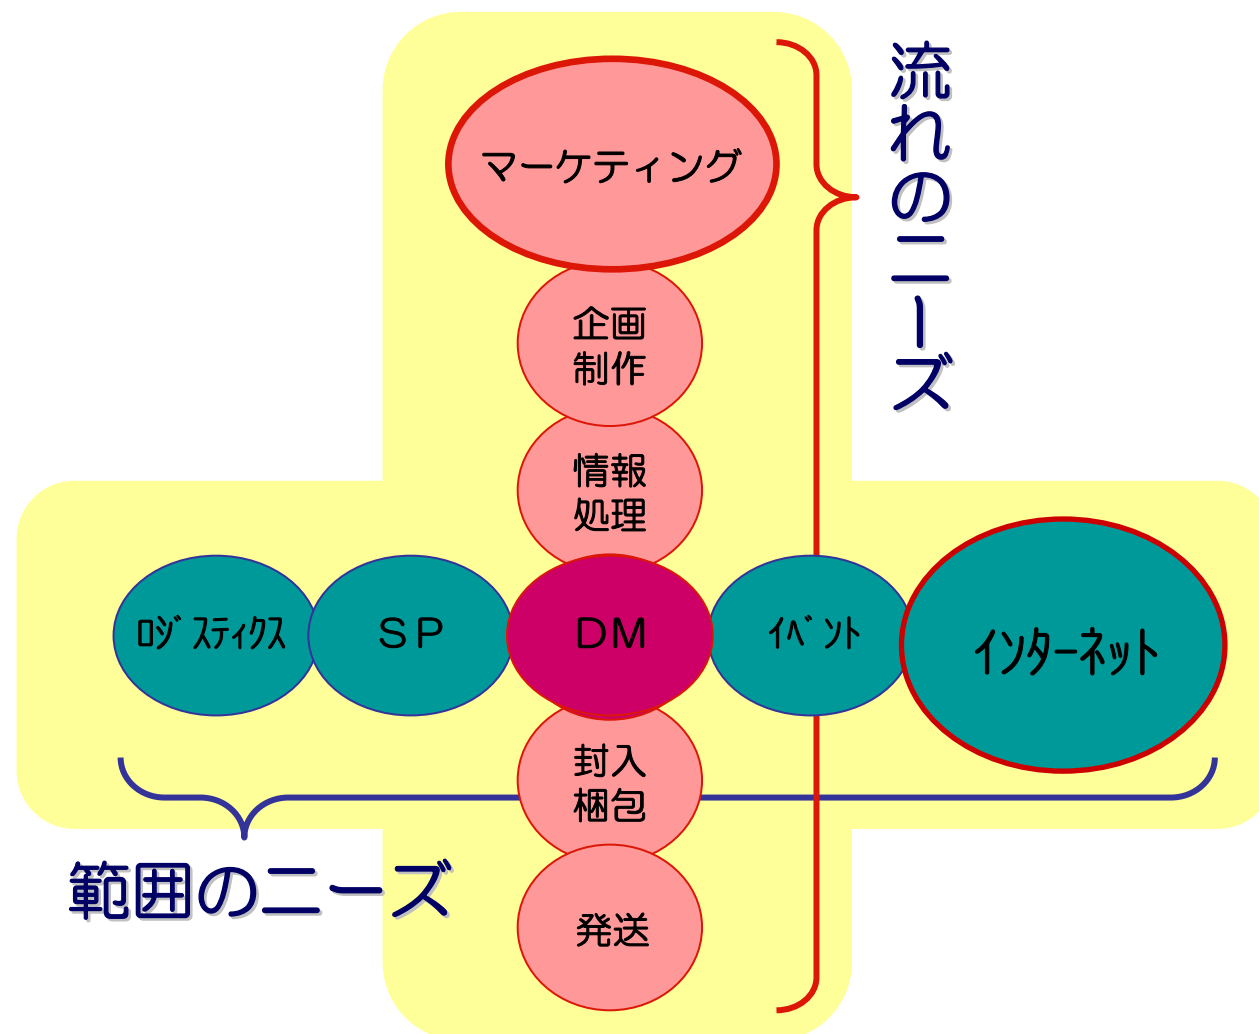 流れのニーズ
マーケティング
企画
制作
情報
処理
ﾛｼﾞｽﾃｨｸｽ
ＳＰ
DM
ｲﾍﾞﾝﾄ
ｲﾝﾀｰﾈｯﾄ
封入
梱包
範囲のニーズ
発送